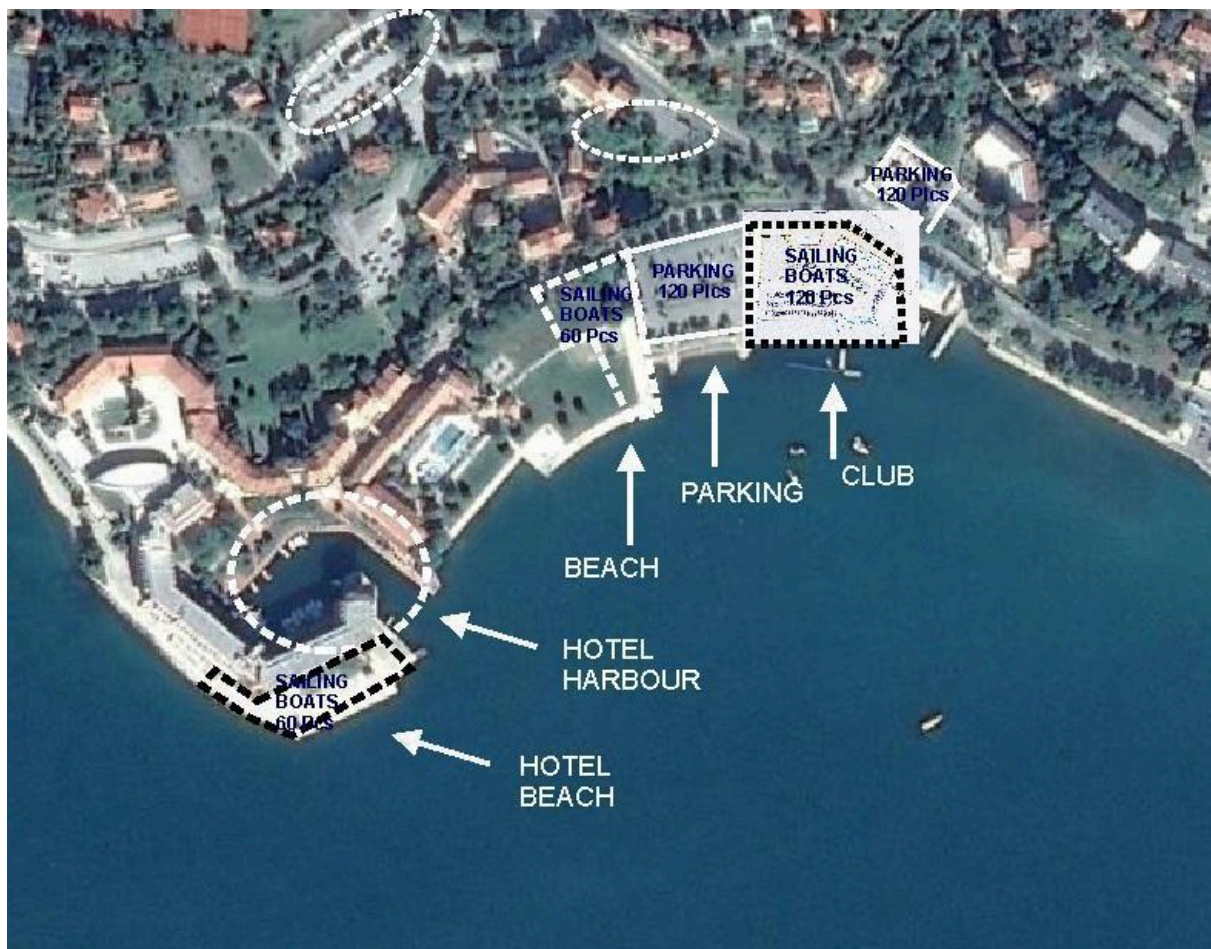 PARKING
120 Plcs
SAILING
BOATS
120 Pcs
PARKING
120 Plcs
SAILING
BOATS
60 Pcs
CLUB
PARKING
BEACH
HOTEL
HARBOUR
SAILING
BOATS
60 Pcs
HOTEL
BEACH